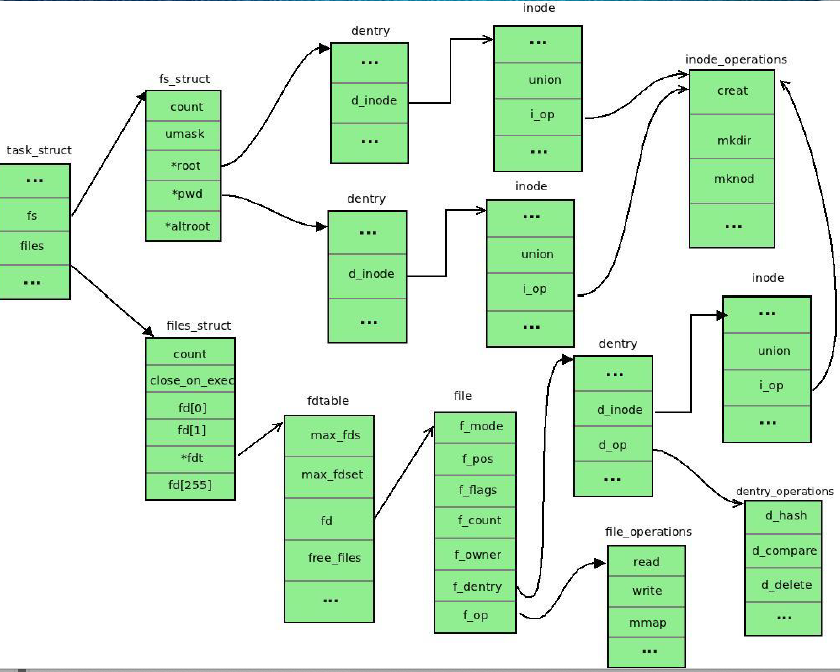 task_struct
...
fs
files
...
fs_struct
count
umask
*root
*pwd
*altroot
files_struct
count
close_on_exec
fd[0]
fd[1]
*fdt
fd[255]
dentry
...
d_inode
...
inode
...
union
i_op
...
inode_operations
creat
mkdir
mknod
...
dentry
...
d_inode
...
inode
...
union
i_op
...
fdtable
max_fds
max_fdset
fd
free_files
...
file
f_mode
f_pos
f_flags
f_count
f_owner
f_dentry
f_op
dentry
...
d_inode
d_op
...
inode
...
union
i_op
...
file_operations
read
write
mmap
...
dentry_operations
d_hash
d_compare
d_delete
...